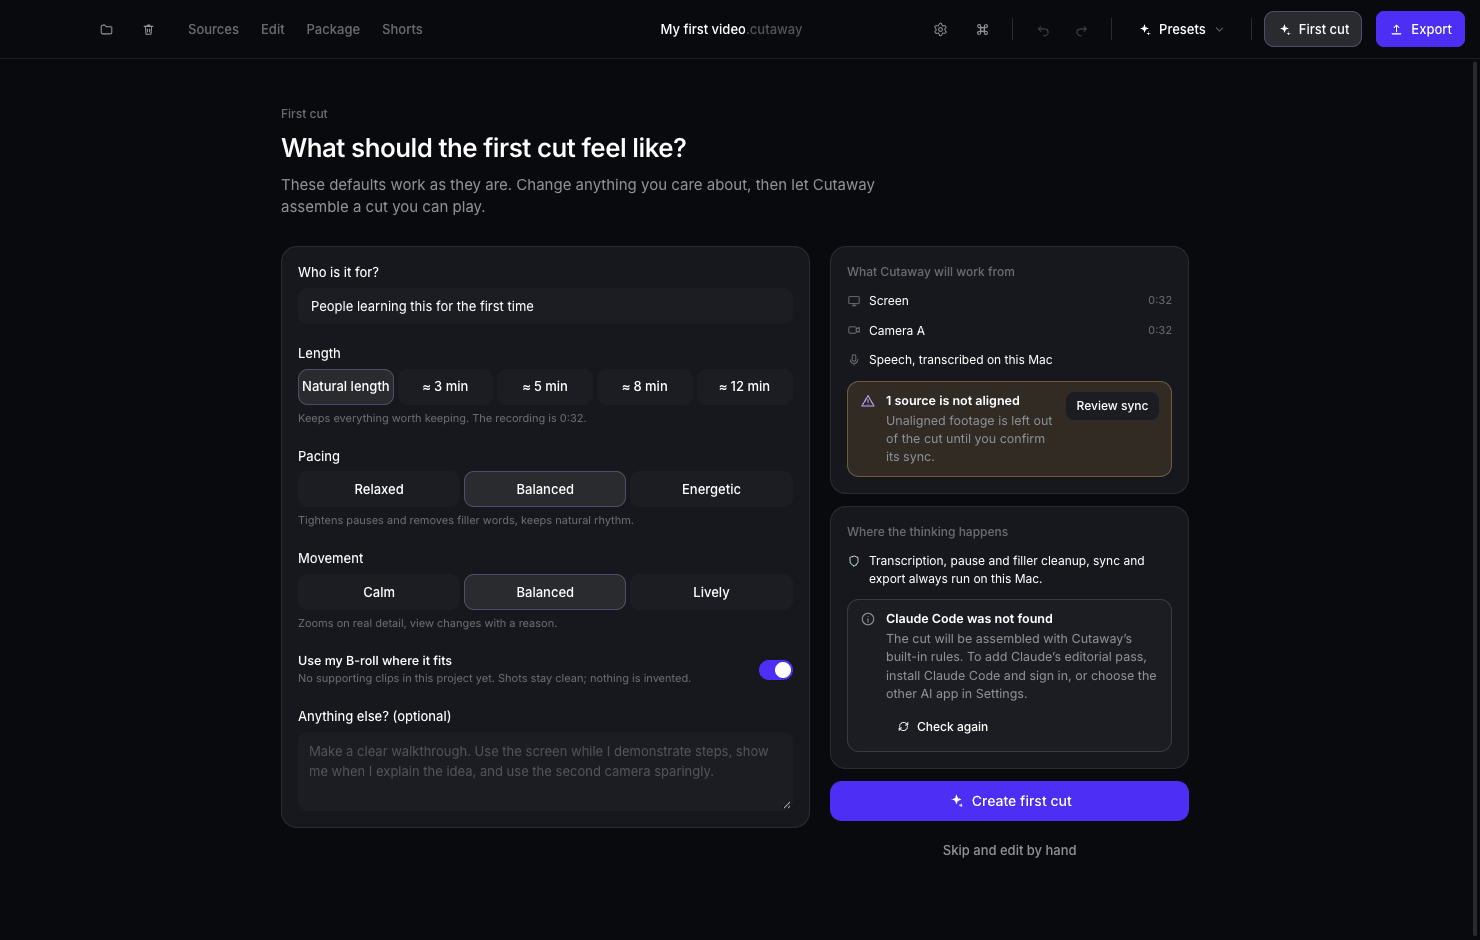 Sources Edit Package Shorts My first video.cutaway Presets First cut Export
First cut
What should the first cut feel like?
These defaults work as they are. Change anything you care about, then let Cutaway
assemble a cut you can play.
Who is it for?
People learning this for the first time
Length
Natural length ≈ 3 min ≈ 5 min ≈ 8 min ≈ 12 min
Keeps everything worth keeping. The recording is 0:32.
Pacing
Relaxed Balanced Energetic
Tightens pauses and removes filler words, keeps natural rhythm.
Movement
Calm Balanced Lively
Zooms on real detail, view changes with a reason.
Use my B-roll where it fits
No supporting clips in this project yet. Shots stay clean; nothing is invented.
Anything else? (optional)
Make a clear walkthrough. Use the screen while I demonstrate steps, show
me when I explain the idea, and use the second camera sparingly.
What Cutaway will work from
Screen 0:32
Camera A 0:32
Speech, transcribed on this Mac
1 source is not aligned
Unaligned footage is left out
of the cut until you confirm
its sync.
Review sync
Where the thinking happens
Transcription, pause and filler cleanup, sync and
export always run on this Mac.
Claude Code was not found
The cut will be assembled with Cutaway’s
built-in rules. To add Claude’s editorial pass,
install Claude Code and sign in, or choose the
other AI app in Settings.
Check again
Create first cut
Skip and edit by hand